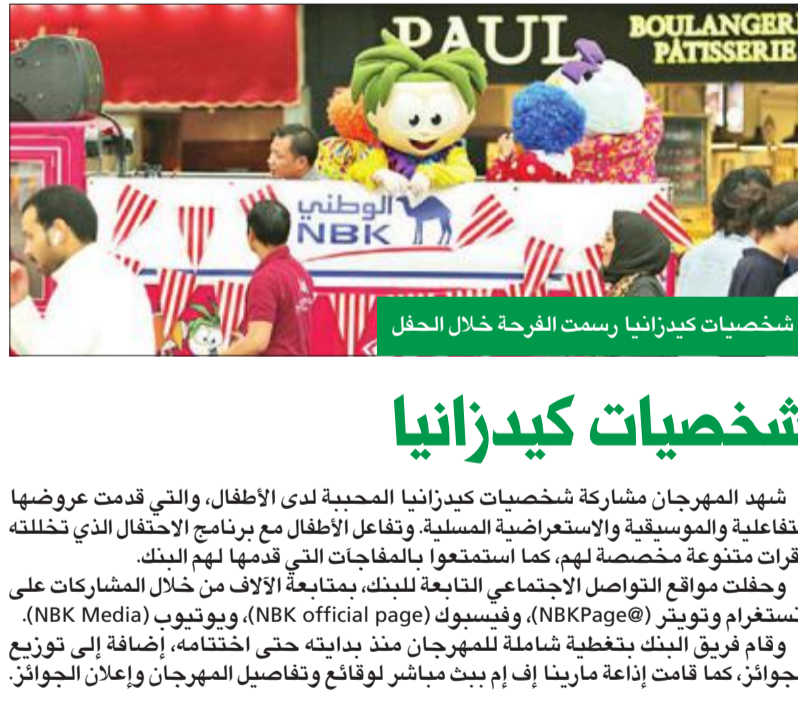 PAUL
BOULANGERI
PÂTISSERIE
الوطني
NBK
شخصيات كيدزانيا رسمت الفرحة خلال الحفل
شخصيات كيدزانيا
شهد المهرجان مشاركة شخصيات كيدزانيا المحببة لدى الأطفال، والتي قدمت عروضها
لتفاعلية والموسيقية والاستعراضية المسلية. وتفاعل الأطفال مع برنامج الاحتفال الذي تخللته
قرات متنوعة مخصصة لهم، كما استمتعوا بالمفاجآت التي قدمها لهم البنك.
وحفلت مواقع التواصل الاجتماعي التابعة للبنك، بمتابعة الآلاف من خلال المشاركات على
نستغرام وتويتر (@NBKPage)، وفيسبوك (NBK official page)، ويوتيوب (NBK Media).
وقام فريق البنك بتغطية شاملة للمهرجان منذ بدايته حتى اختتامه، إضافة إلى توزيع
لجوائز، كما قامت إذاعة مارينا إف إم ببث مباشر لوقائع وتفاصيل المهرجان وإعلان الجوائز.